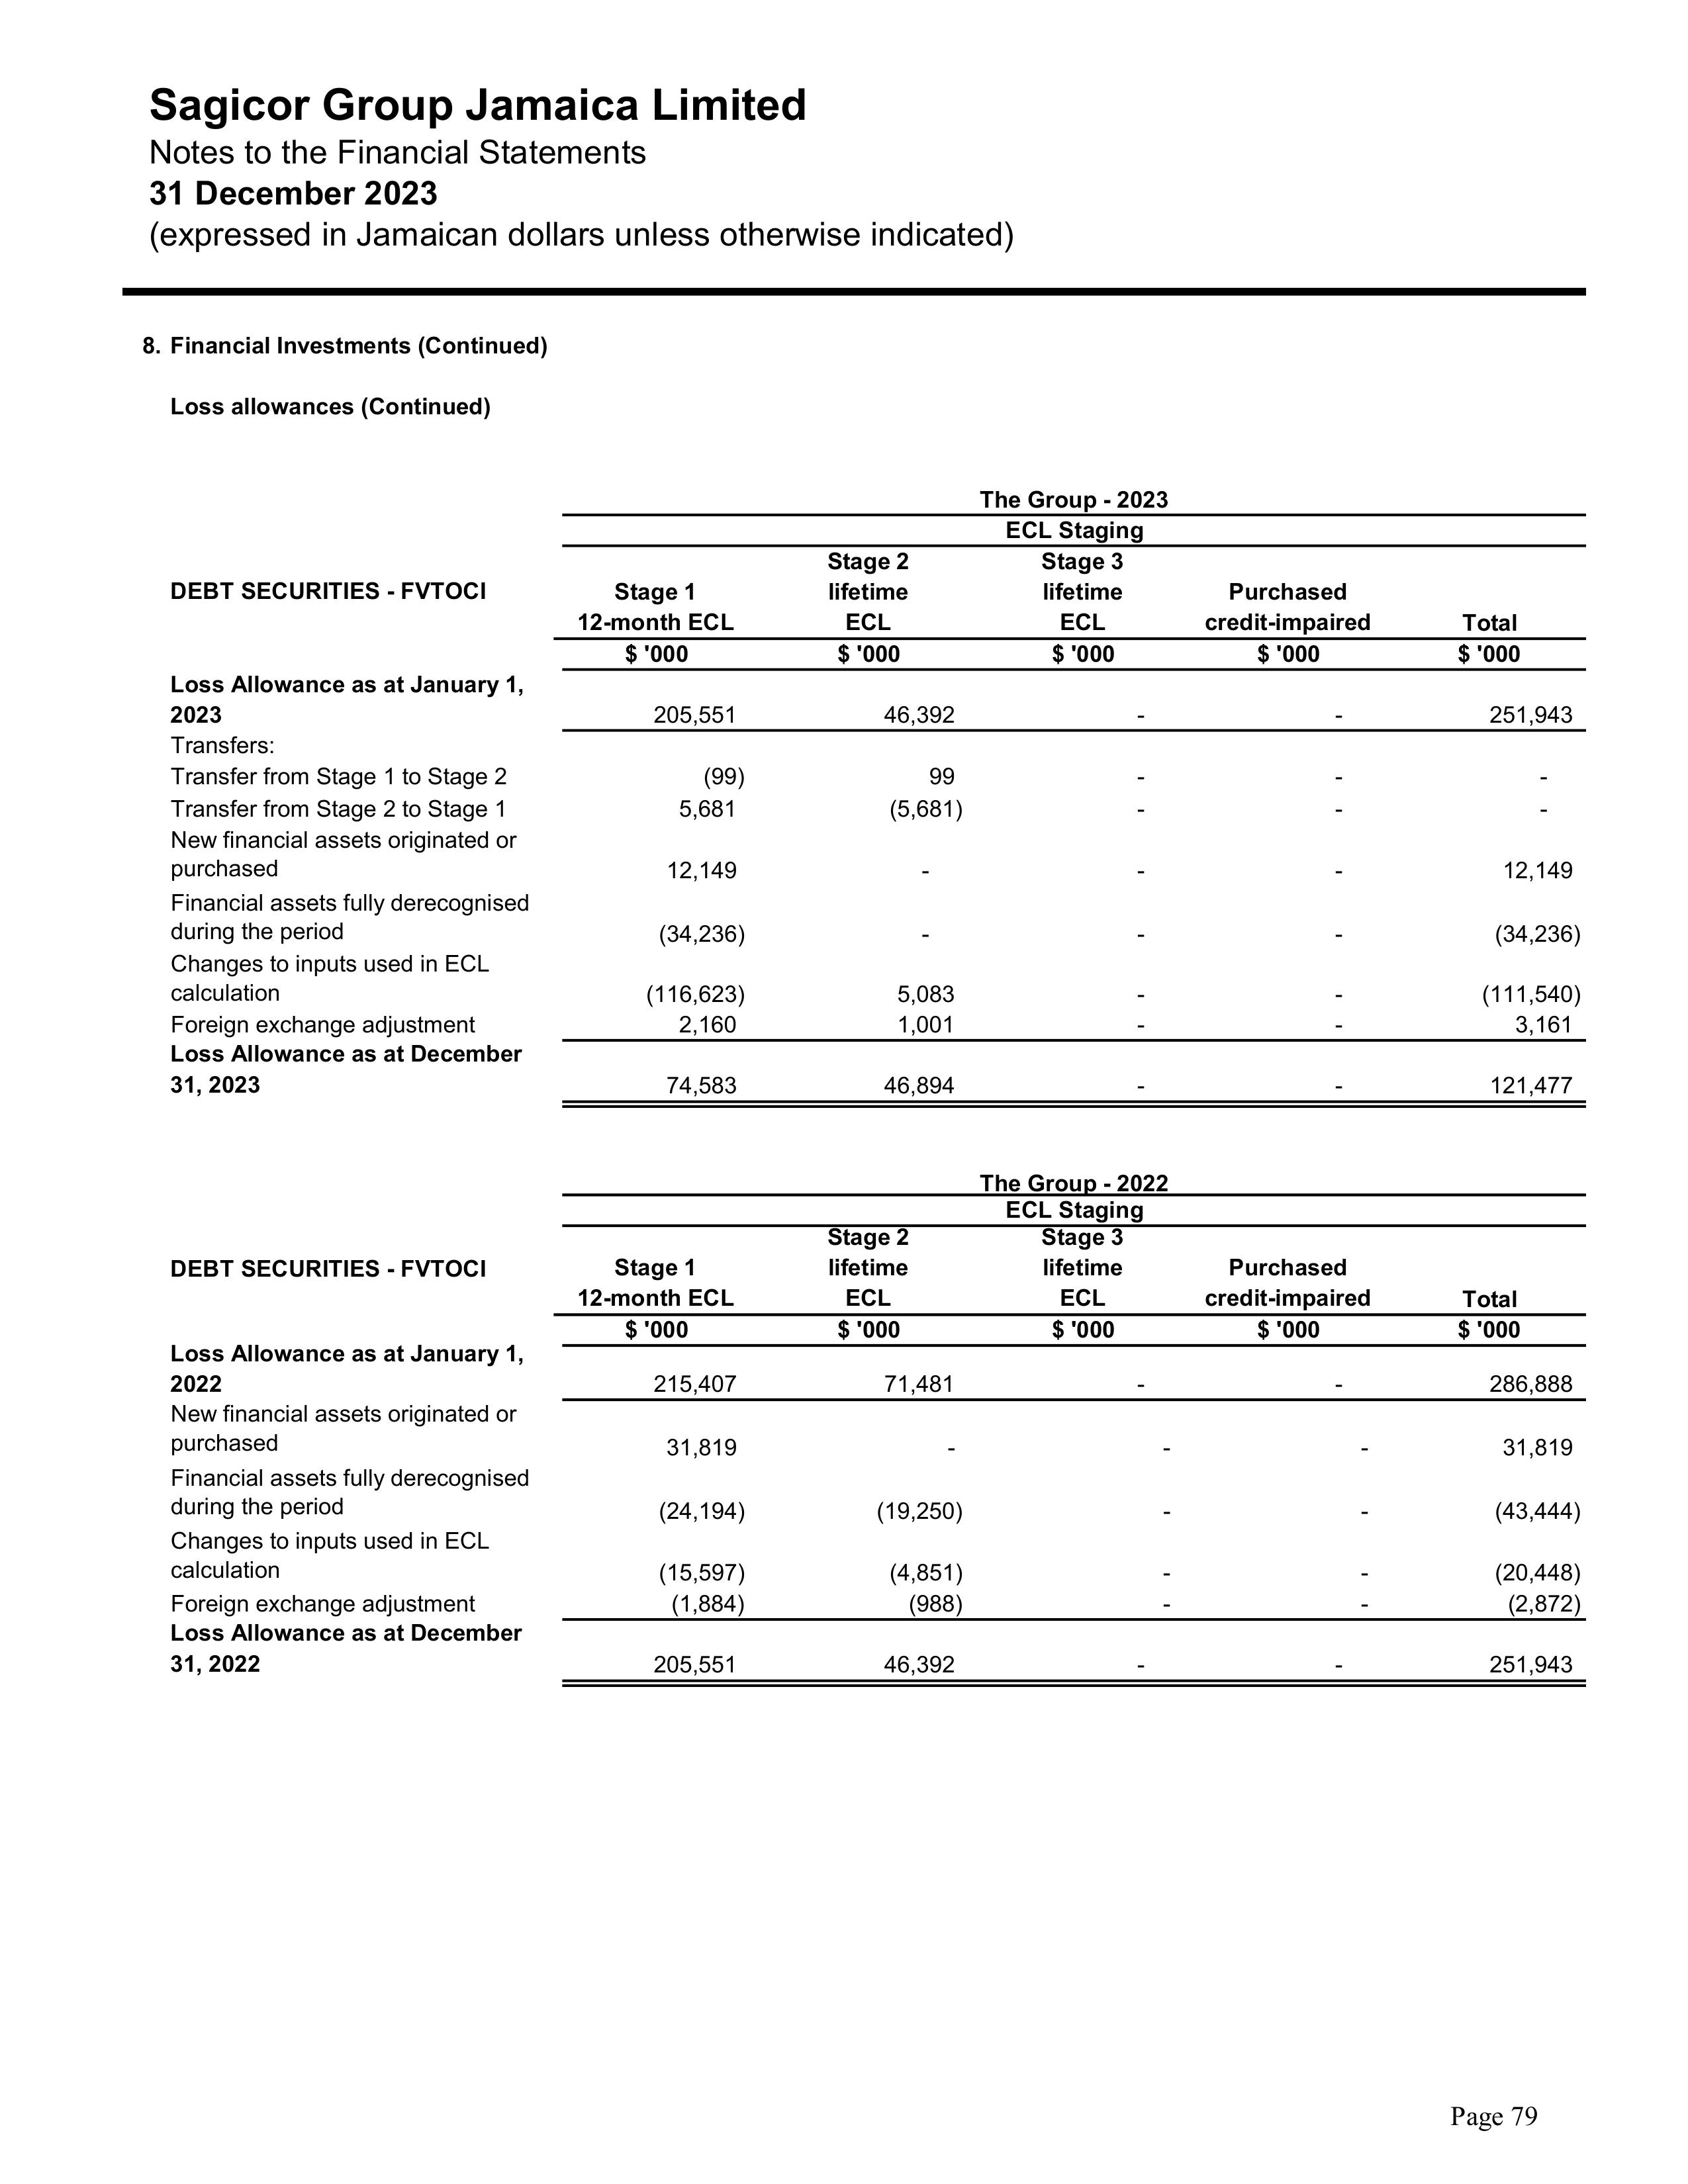 Sagicor Group Jamaica Limited
Notes to the Financial Statements
31 December 2023
(expressed in Jamaican dollars unless otherwise indicated)
8. Financial Investments (Continued)
Loss allowances (Continued)
The Group - 2023
ECL Staging
DEBT SECURITIES - FVTOCI
Stage 1
12-month ECL
Stage 2
lifetime
ECL
Stage 3
lifetime
ECL
Purchased
credit-impaired
Total
$ '000 $ '000 $ '000 $ '000 $ '000
Loss Allowance as at January 1,
2023 205,551 46,392 - - 251,943
Transfers:
Transfer from Stage 1 to Stage 2 (99) 99 - - -
Transfer from Stage 2 to Stage 1 5,681 (5,681) - - -
New financial assets originated or
purchased 12,149 - - - 12,149
Financial assets fully derecognised
during the period (34,236) - - - (34,236)
Changes to inputs used in ECL
calculation (116,623) 5,083 - - (111,540)
Foreign exchange adjustment 2,160 1,001 - - 3,161
Loss Allowance as at December
31, 2023 74,583 46,894 - - 121,477
The Group - 2022
ECL Staging
DEBT SECURITIES - FVTOCI
Stage 1
12-month ECL
Stage 2
lifetime
ECL
Stage 3
lifetime
ECL
Purchased
credit-impaired
Total
$ '000 $ '000 $ '000 $ '000 $ '000
Loss Allowance as at January 1,
2022 215,407 71,481 - - 286,888
New financial assets originated or
purchased 31,819 - - - 31,819
Financial assets fully derecognised
during the period (24,194) (19,250) - - (43,444)
Changes to inputs used in ECL
calculation (15,597) (4,851) - - (20,448)
Foreign exchange adjustment (1,884) (988) - - (2,872)
Loss Allowance as at December
31, 2022 205,551 46,392 - - 251,943
Page 79